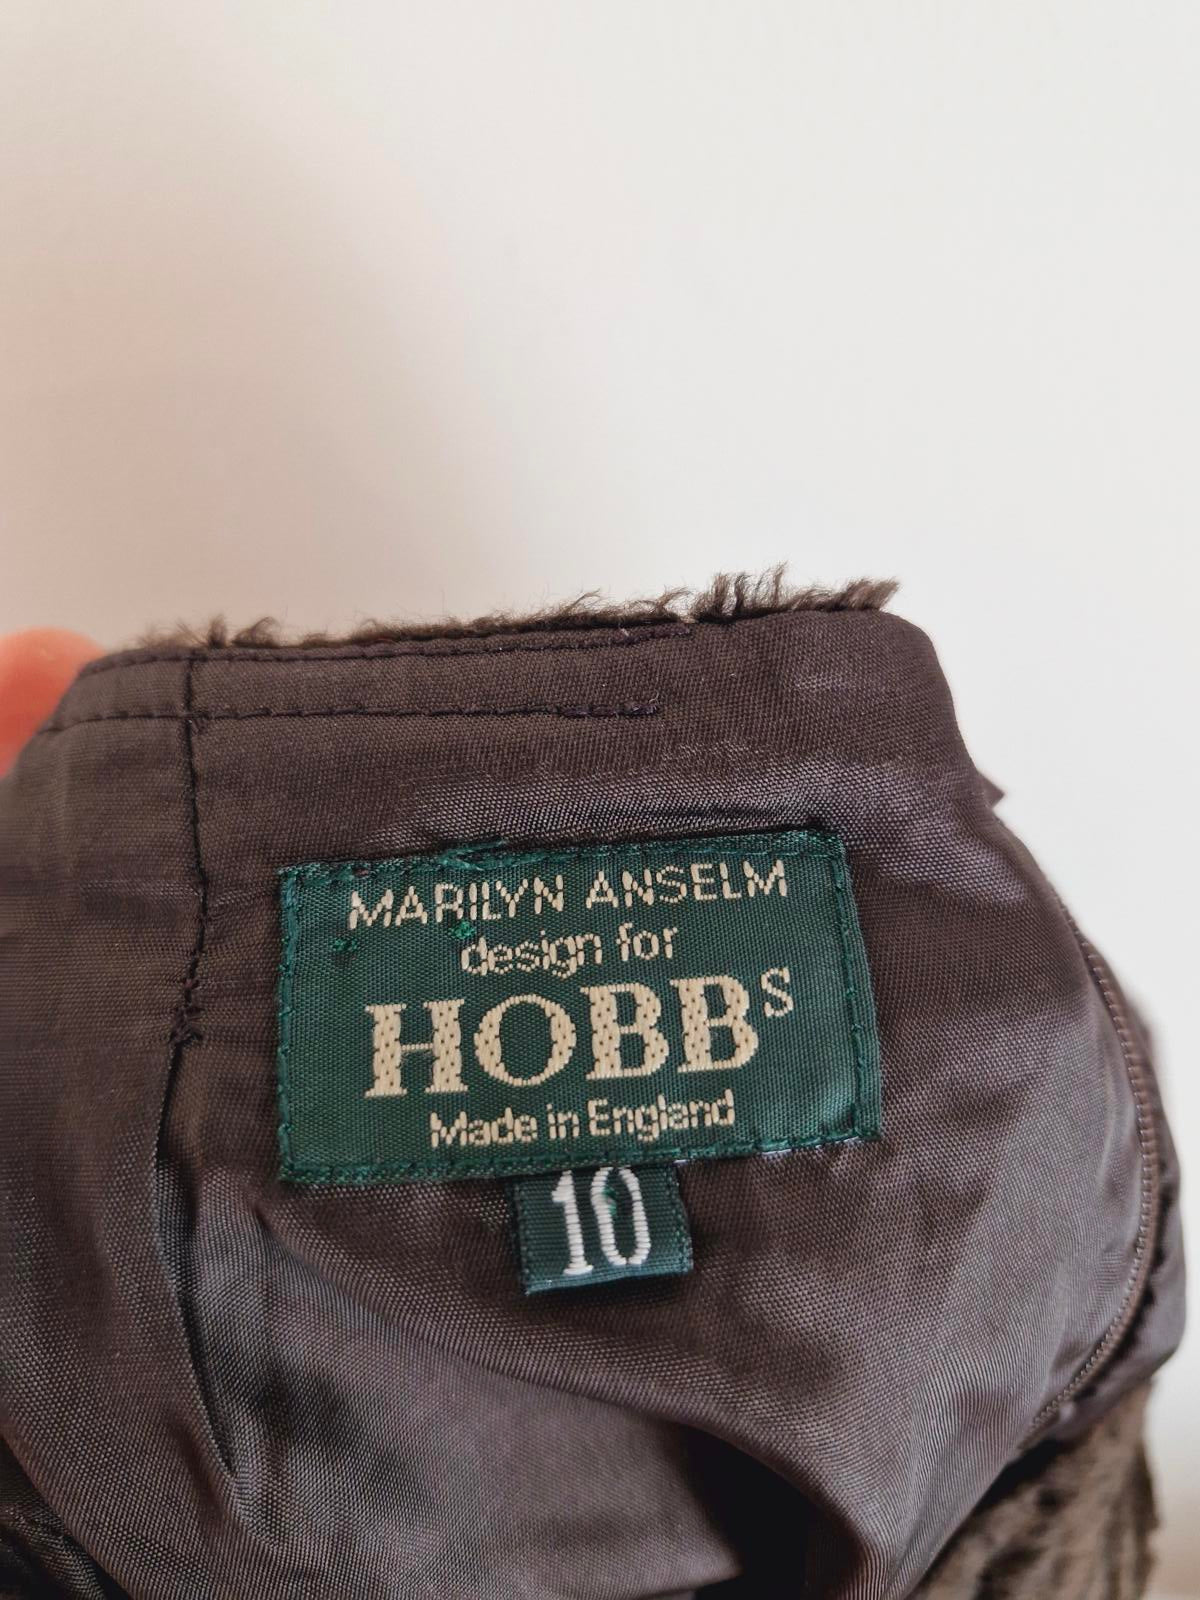 MARILYN ANSELM
design for
HOBBS
Made in England
10